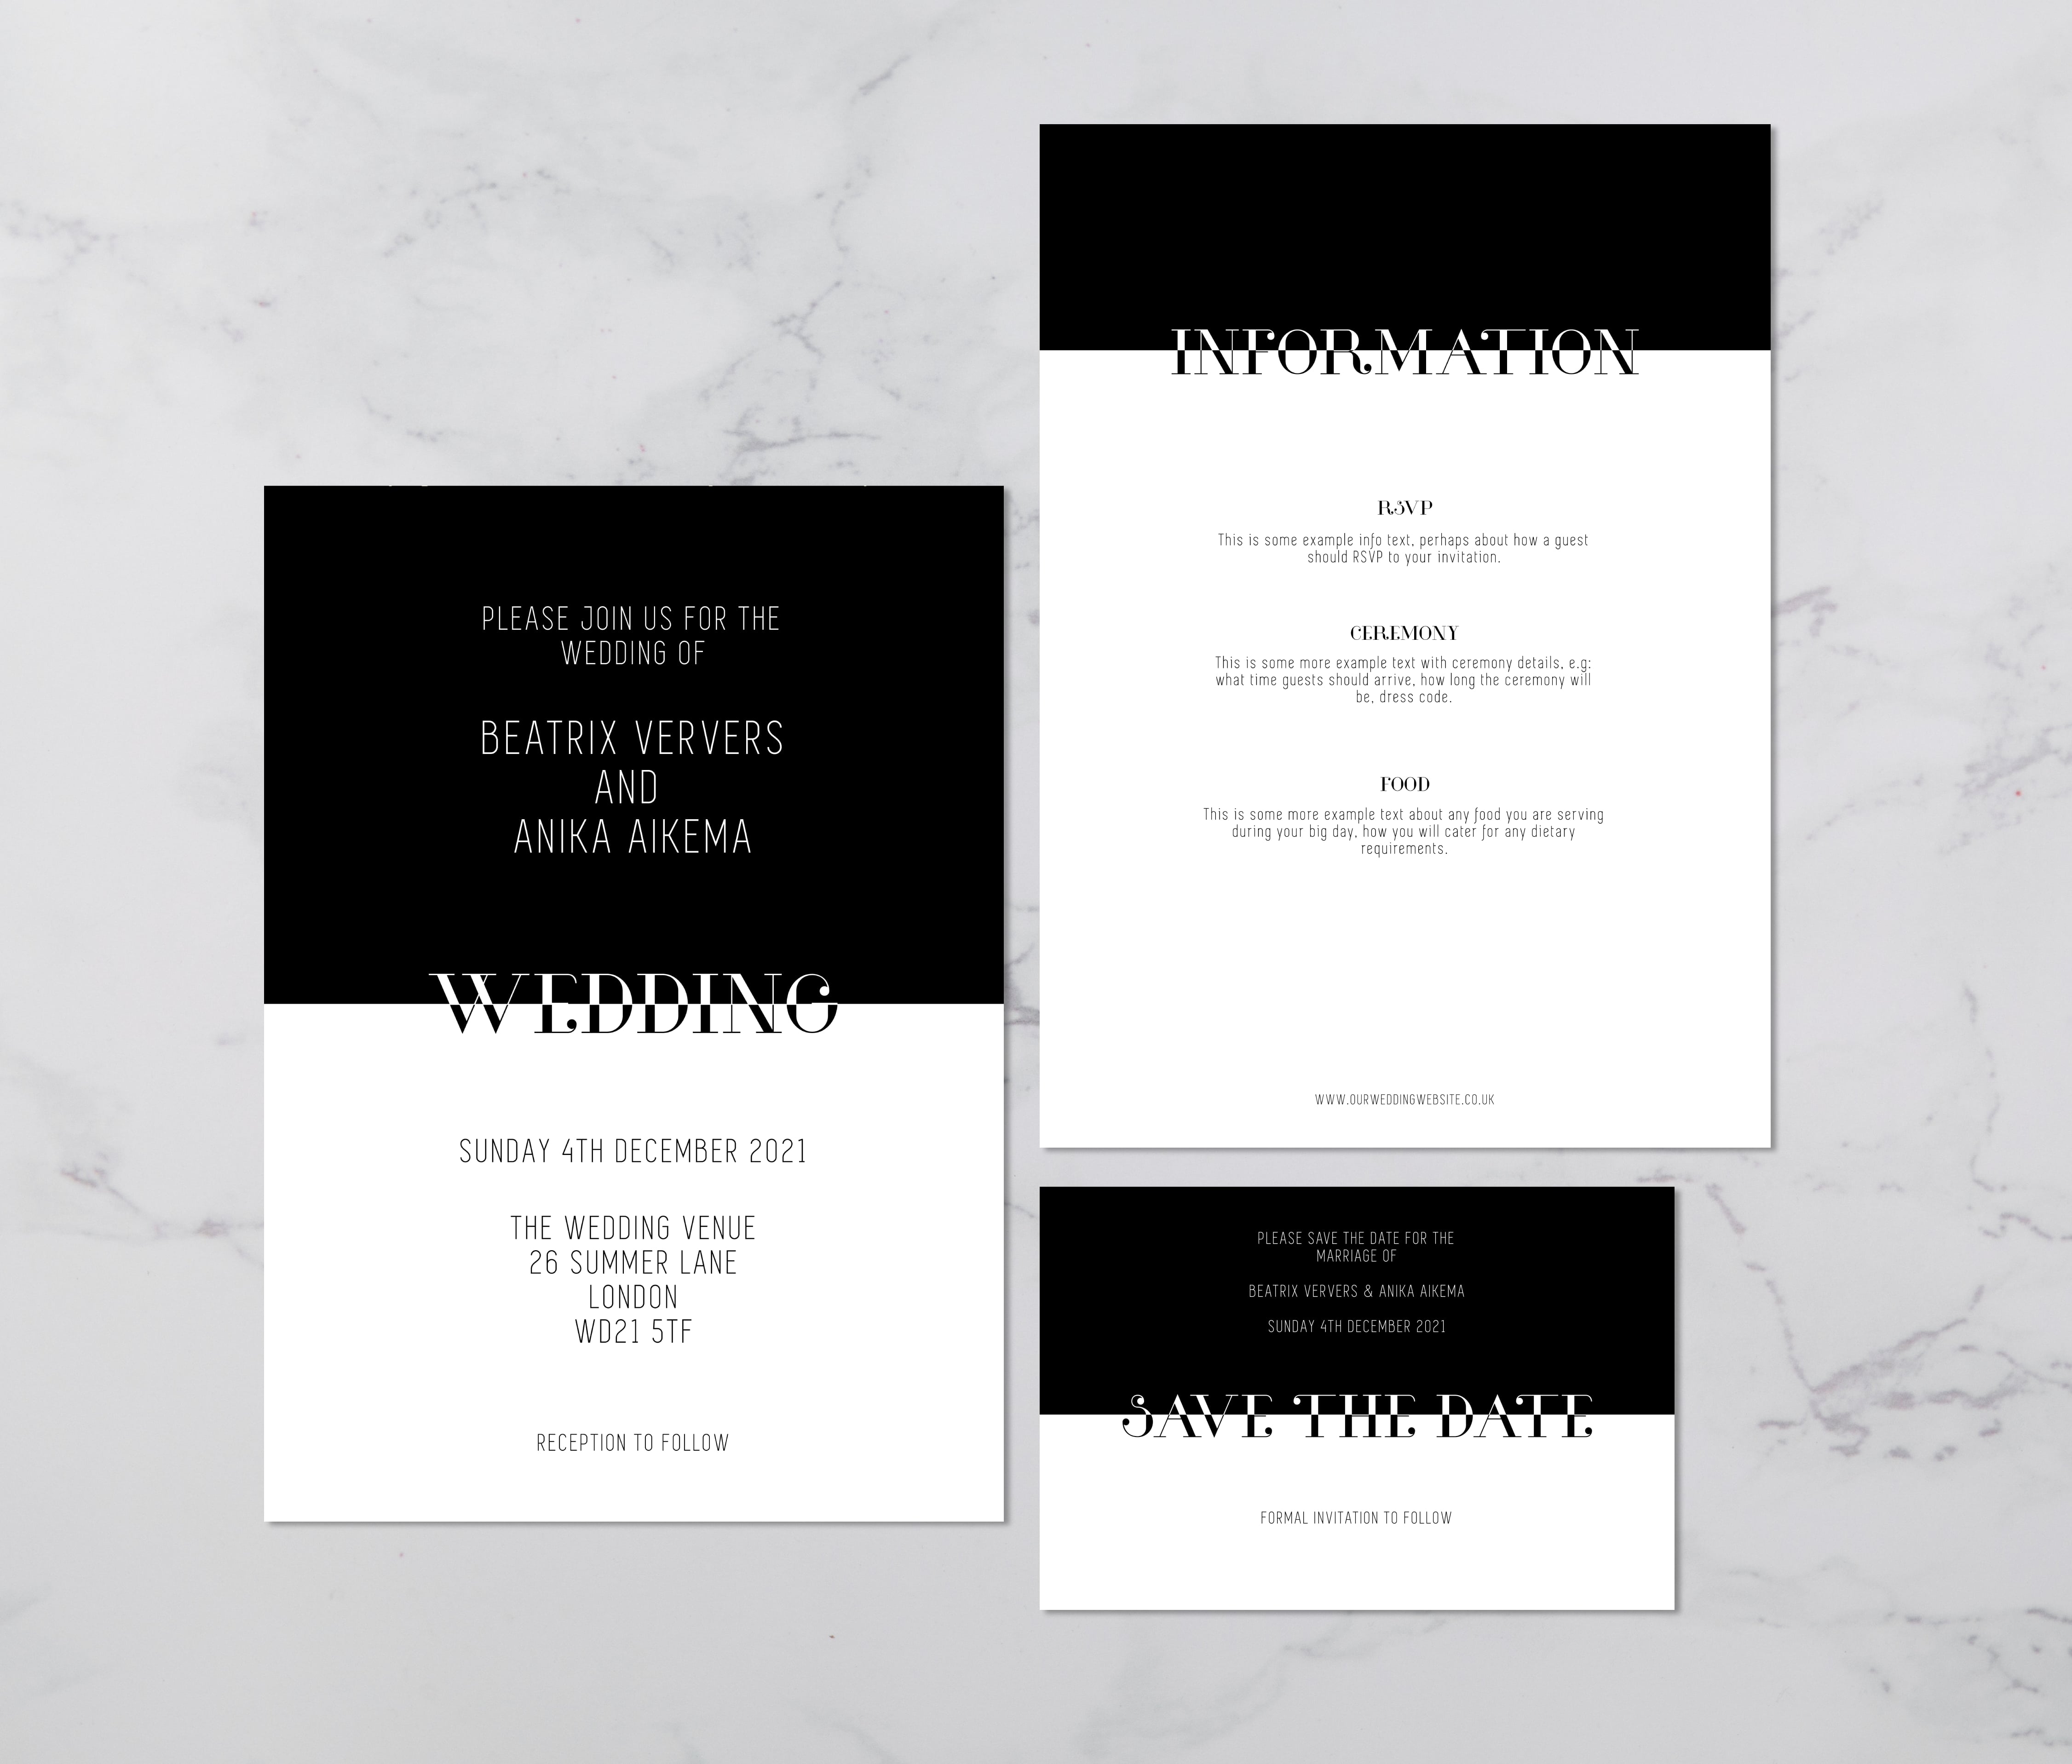 PLEASE JOIN US FOR THE
WEDDING OF
BEATRIX VERVERS
AND
ANIKA AIKEMA
WEDDING
SUNDAY 4TH DECEMBER 2021
THE WEDDING VENUE
26 SUMMER LANE
LONDON
WD21 5TF
RECEPTION TO FOLLOW
INFORMATION
RSVP
This is some example info text, perhaps about how a guest
should RSVP to your invitation.
CEREMONY
This is some more example text with ceremony details, e.g:
what time guests should arrive, how long the ceremony will
be, dress code.
FOOD
This is some more example text about any food you are serving
during your big day, how you will cater for any dietary
requirements.
WWW.OURWEDDINGWEBSITE.CO.UK
PLEASE SAVE THE DATE FOR THE
MARRIAGE OF
BEATRIX VERVERS & ANIKA AIKEMA
SUNDAY 4TH DECEMBER 2021
SAVE THE DATE
FORMAL INVITATION TO FOLLOW